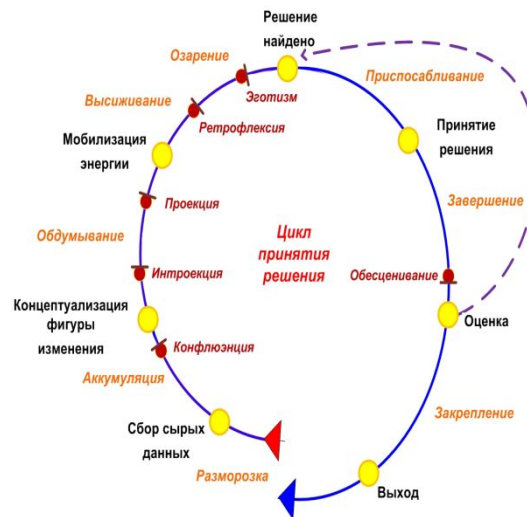 Решение
найдено
Озарение
Эготизм
Приспосабливание
Высиживание
Ретрофлексия
Принятие
решения
Мобилизация
энергии
Проекция
Завершение
Обдумывание
Цикл
принятия
решения
Интроекция
Обесценивание
Концептуализация
фигуры
изменения
Оценка
Конфлюэнция
Аккумуляция
Сбор сырых
данных
Закрепление
Разморозка
Выход